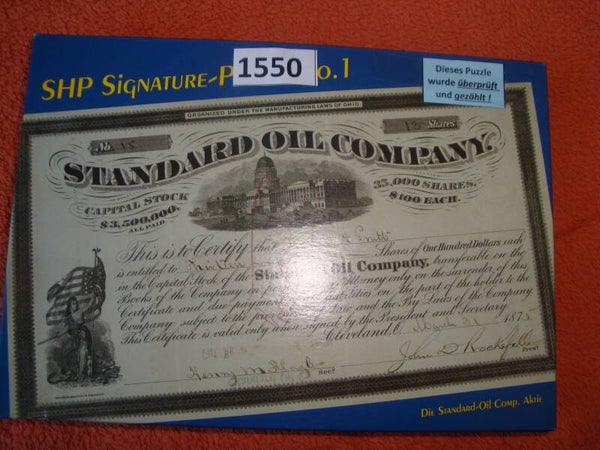 SHP SIGNATURE-P o.1
1550
Dieses Puzzle
wurde überprüft
und gezählt !
ORGANIZED UNDER THE MANUFACTURING LAWS OF OHIO
No. 
Shares
STANDARD OIL COMPANY.
CAPITAL STOCK
$3,500,000.
ALL PAID.
35,000 SHARES.
$100 EACH.
This is to Certify that
is entitled to Shares of One Hundred Dollars each
in the Capital Stock of the Oil Company, transferable only on the
Books of the Company in by Attorney on the surrender of this
Certificate and due payment on the part of the holder to the
Company subject to the and the By Laws of the Company
This Certificate is valid only when signed by the President and Secretary
Cleveland, O. March 187
Henry M. Flagler Secy
John D Rockefeller Prest
DIE STANDARD-OIL COMP. AKTIE